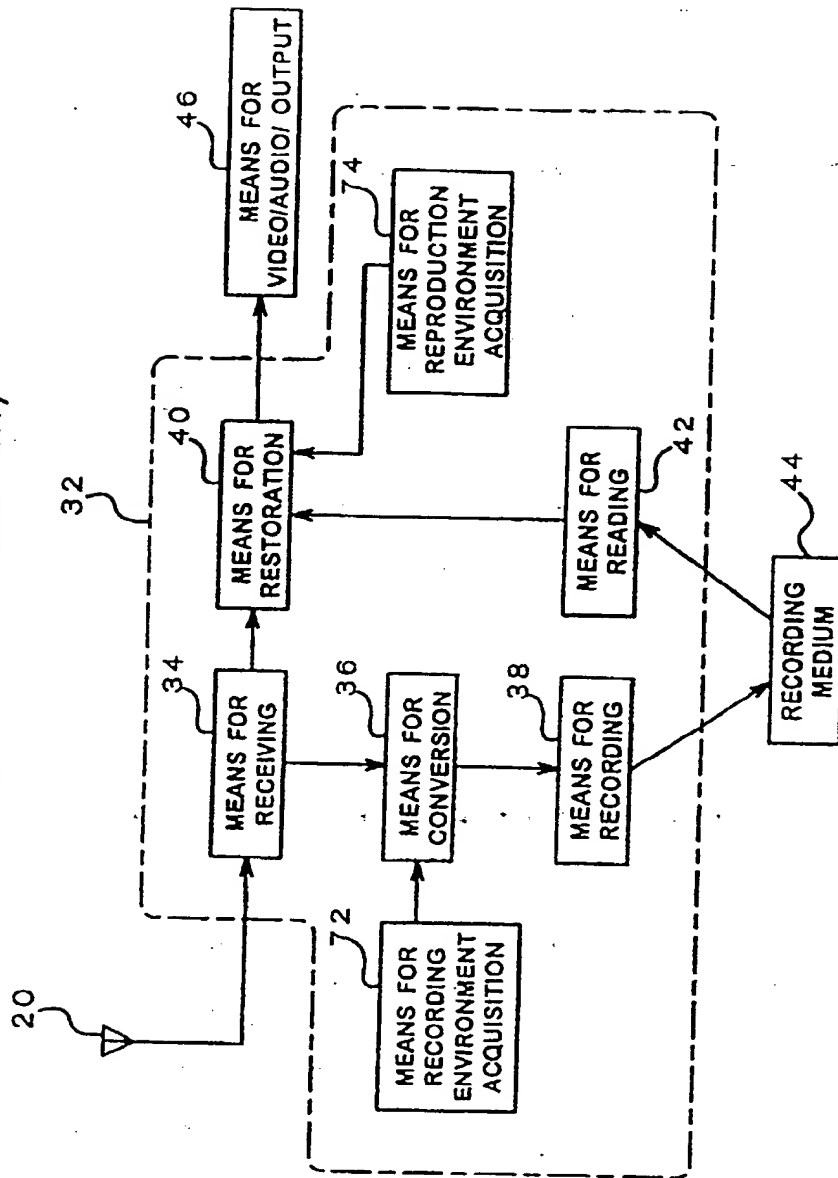 20
32
34
MEANS FOR
RECEIVING
40
MEANS FOR
RESTORATION
46
MEANS FOR
VIDEO/AUDIO/ OUTPUT
72
MEANS FOR
RECORDING
ENVIRONMENT
ACQUISITION
36
MEANS FOR
CONVERSION
74
MEANS FOR
REPRODUCTION
ENVIRONMENT
ACQUISITION
38
MEANS FOR
RECORDING
42
MEANS FOR
READING
44
RECORDING
MEDIUM